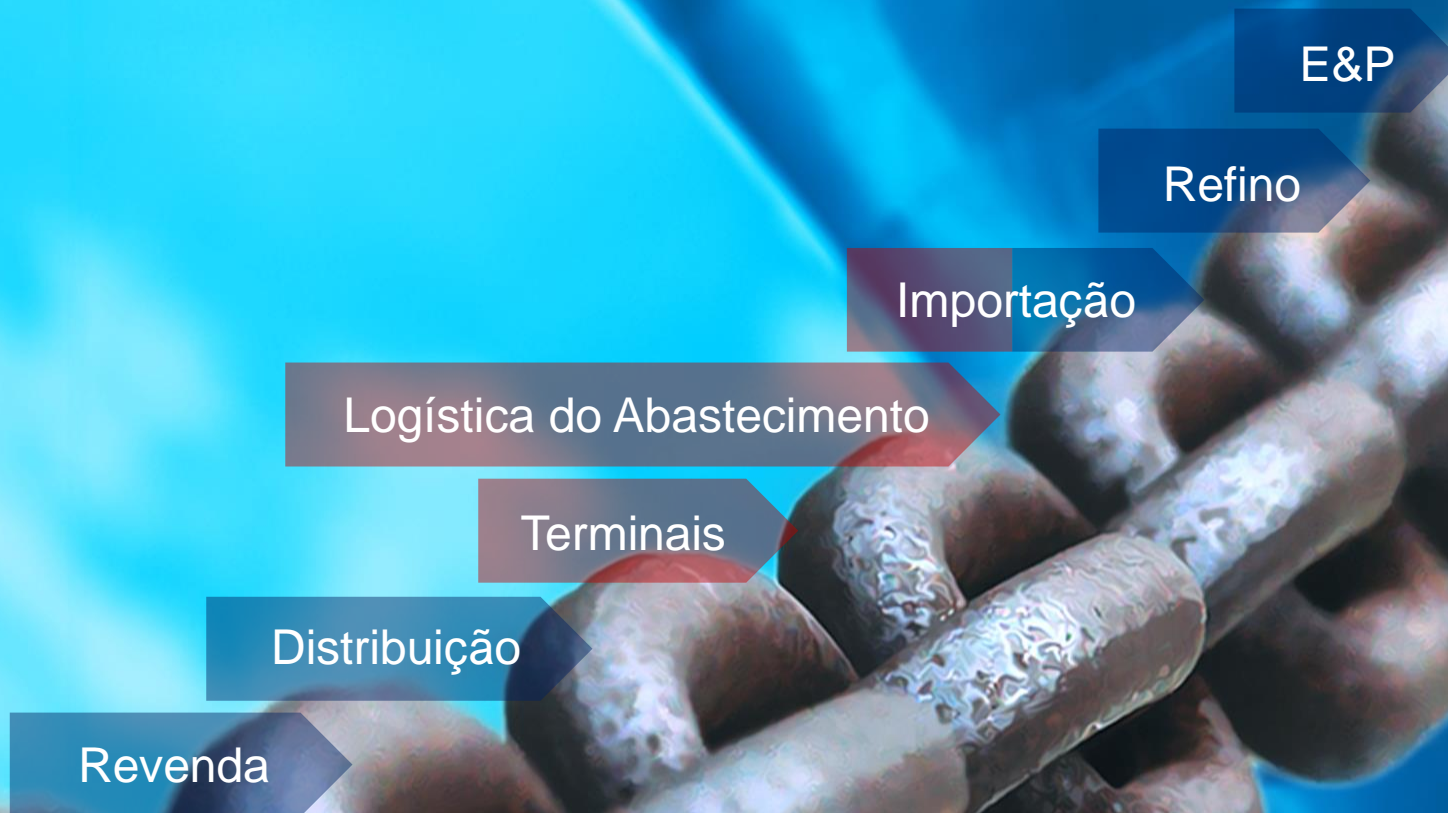 E&P
Refino
Importação
Logística do Abastecimento
Terminais
Distribuição
Revenda